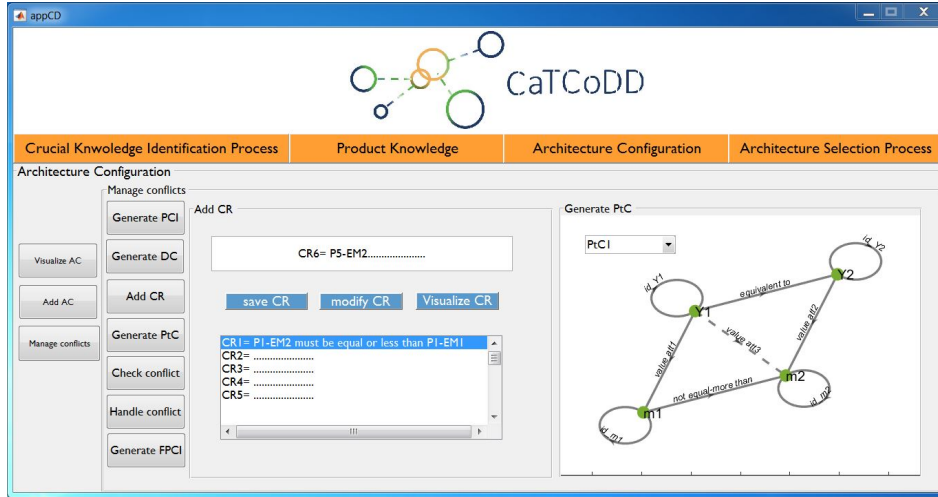 appCD
CaTCoDD
Crucial Knwoledge Identification Process
Product Knowledge
Architecture Configuration
Architecture Selection Process
Architecture Configuration
Manage conflicts
Visualize AC
Add AC
Manage conflicts
Generate PCI
Generate DC
Add CR
Generate PtC
Check conflict
Handle conflict
Generate FPCI
Add CR
CR6= P5-EM2.....................
save CR
modify CR
Visualize CR
CR1= P1-EM2 must be equal or less than P1-EM1
CR2= ......................
CR3= ......................
CR4= ......................
CR5= ......................
Generate PtC
PtC1
id_Y2
Y2
id_Y1
equivalent to
Y1
value att1
value att3
value att2
m2
not equal-more than
id_m2
m1
id_m1